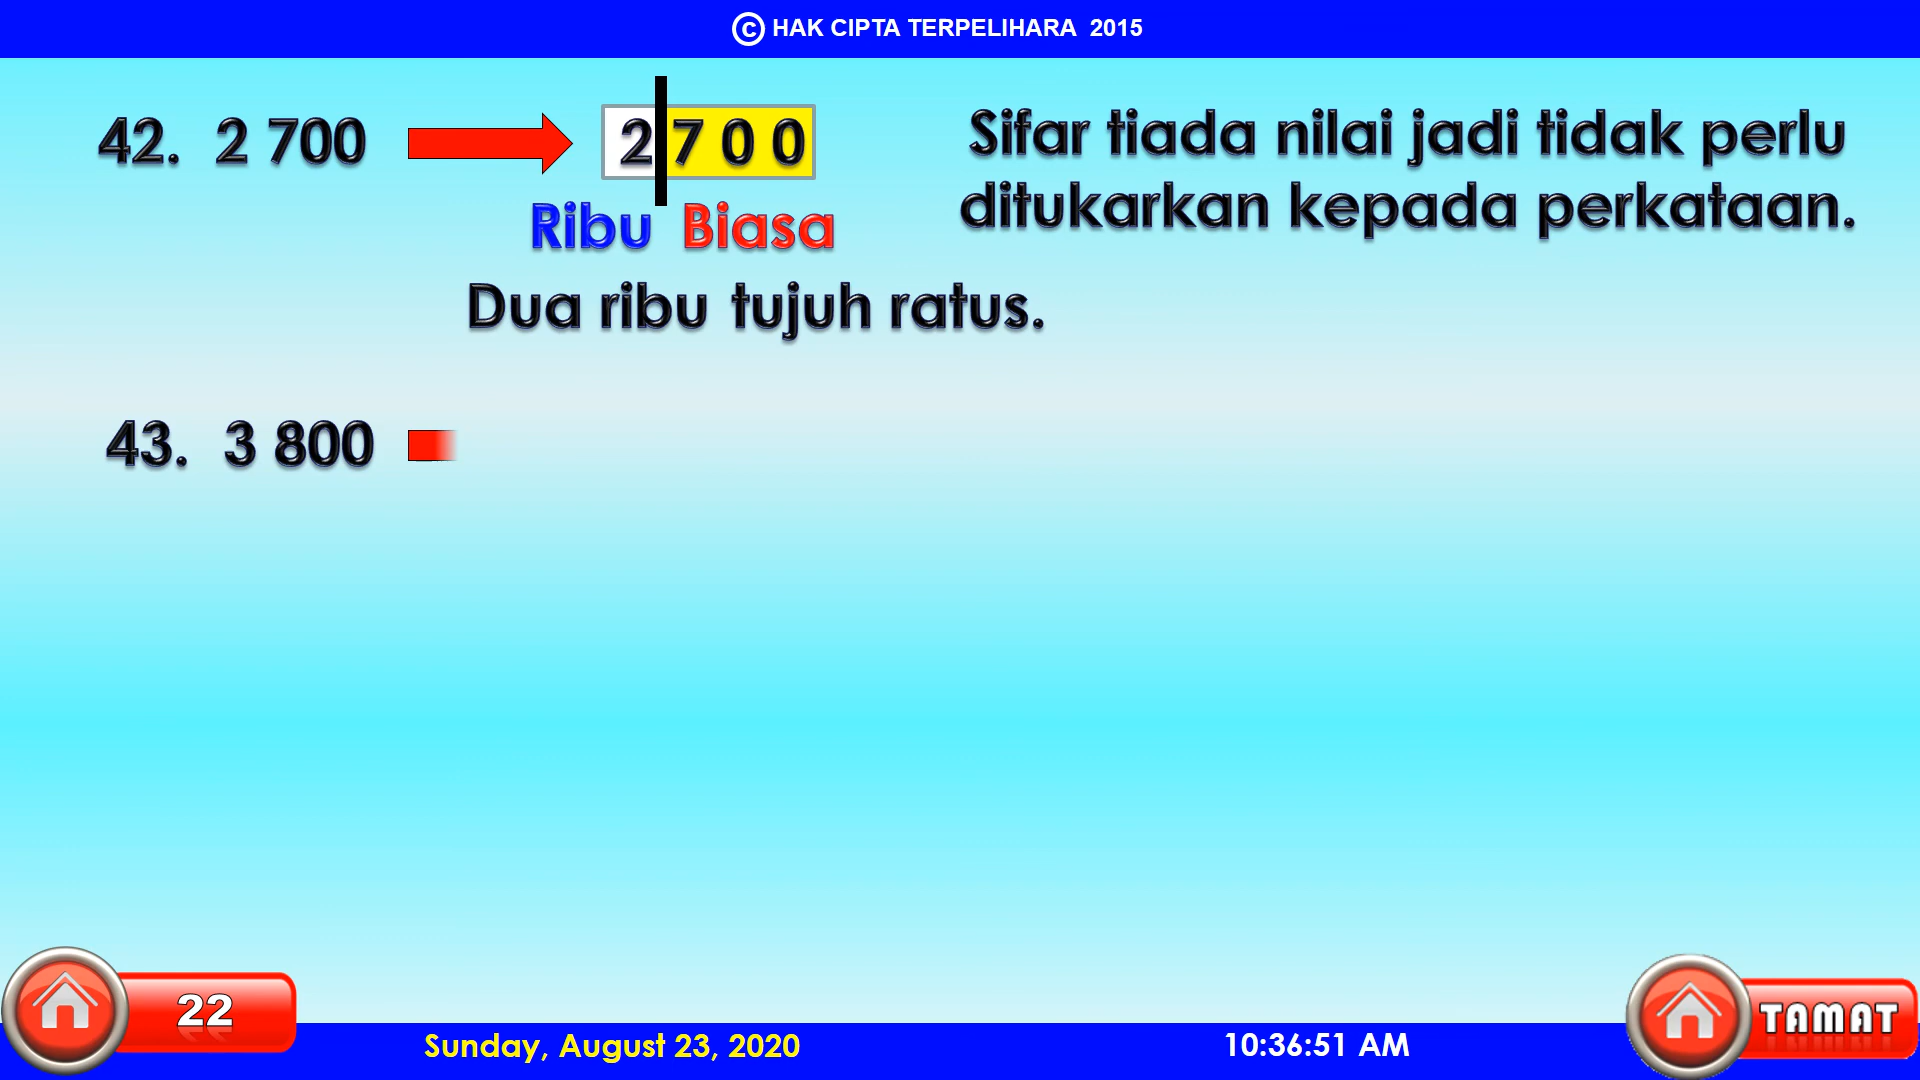 © HAK CIPTA TERPELIHARA 2015
42. 2 700
2 7 0 0
Sifar tiada nilai jadi tidak perlu
ditukarkan kepada perkataan.
Ribu Biasa
Dua ribu tujuh ratus.
43. 3 800
22
TAMAT
Sunday, August 23, 2020
10:36:51 AM